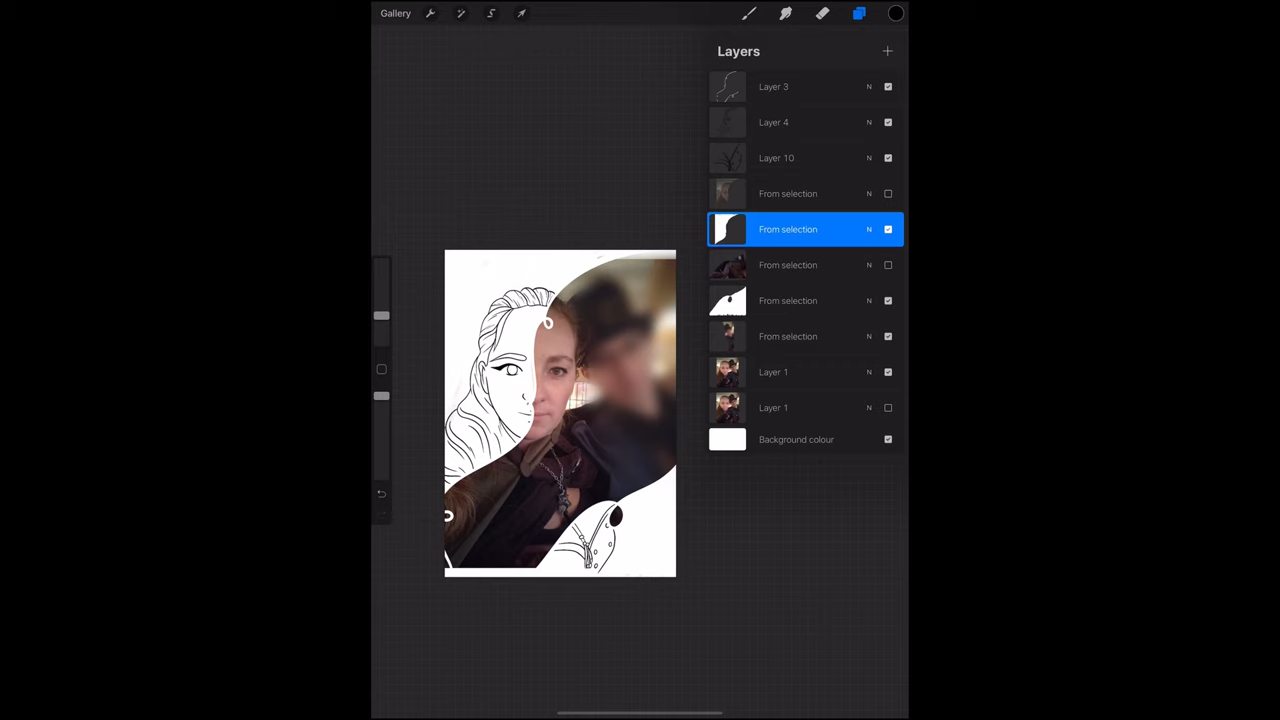 Gallery
Layers
Layer 3 N
Layer 4 N
Layer 10 N
From selection N
From selection N
From selection N
From selection N
From selection N
Layer 1 N
Layer 1 N
Background colour